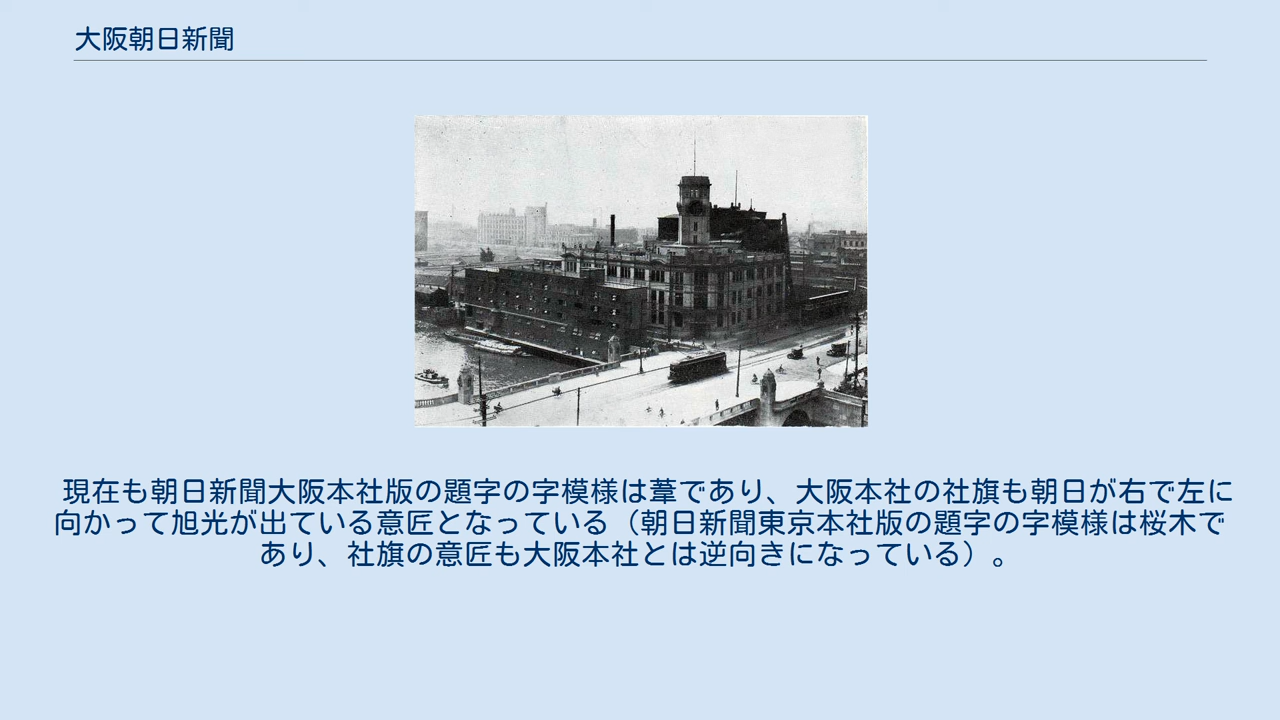 大阪朝日新聞
現在も朝日新聞大阪本社版の題字の字模様は葦であり、大阪本社の社旗も朝日が右で左に
向かって旭光が出ている意匠となっている（朝日新聞東京本社版の題字の字模様は桜木で
あり、社旗の意匠も大阪本社とは逆向きになっている）。